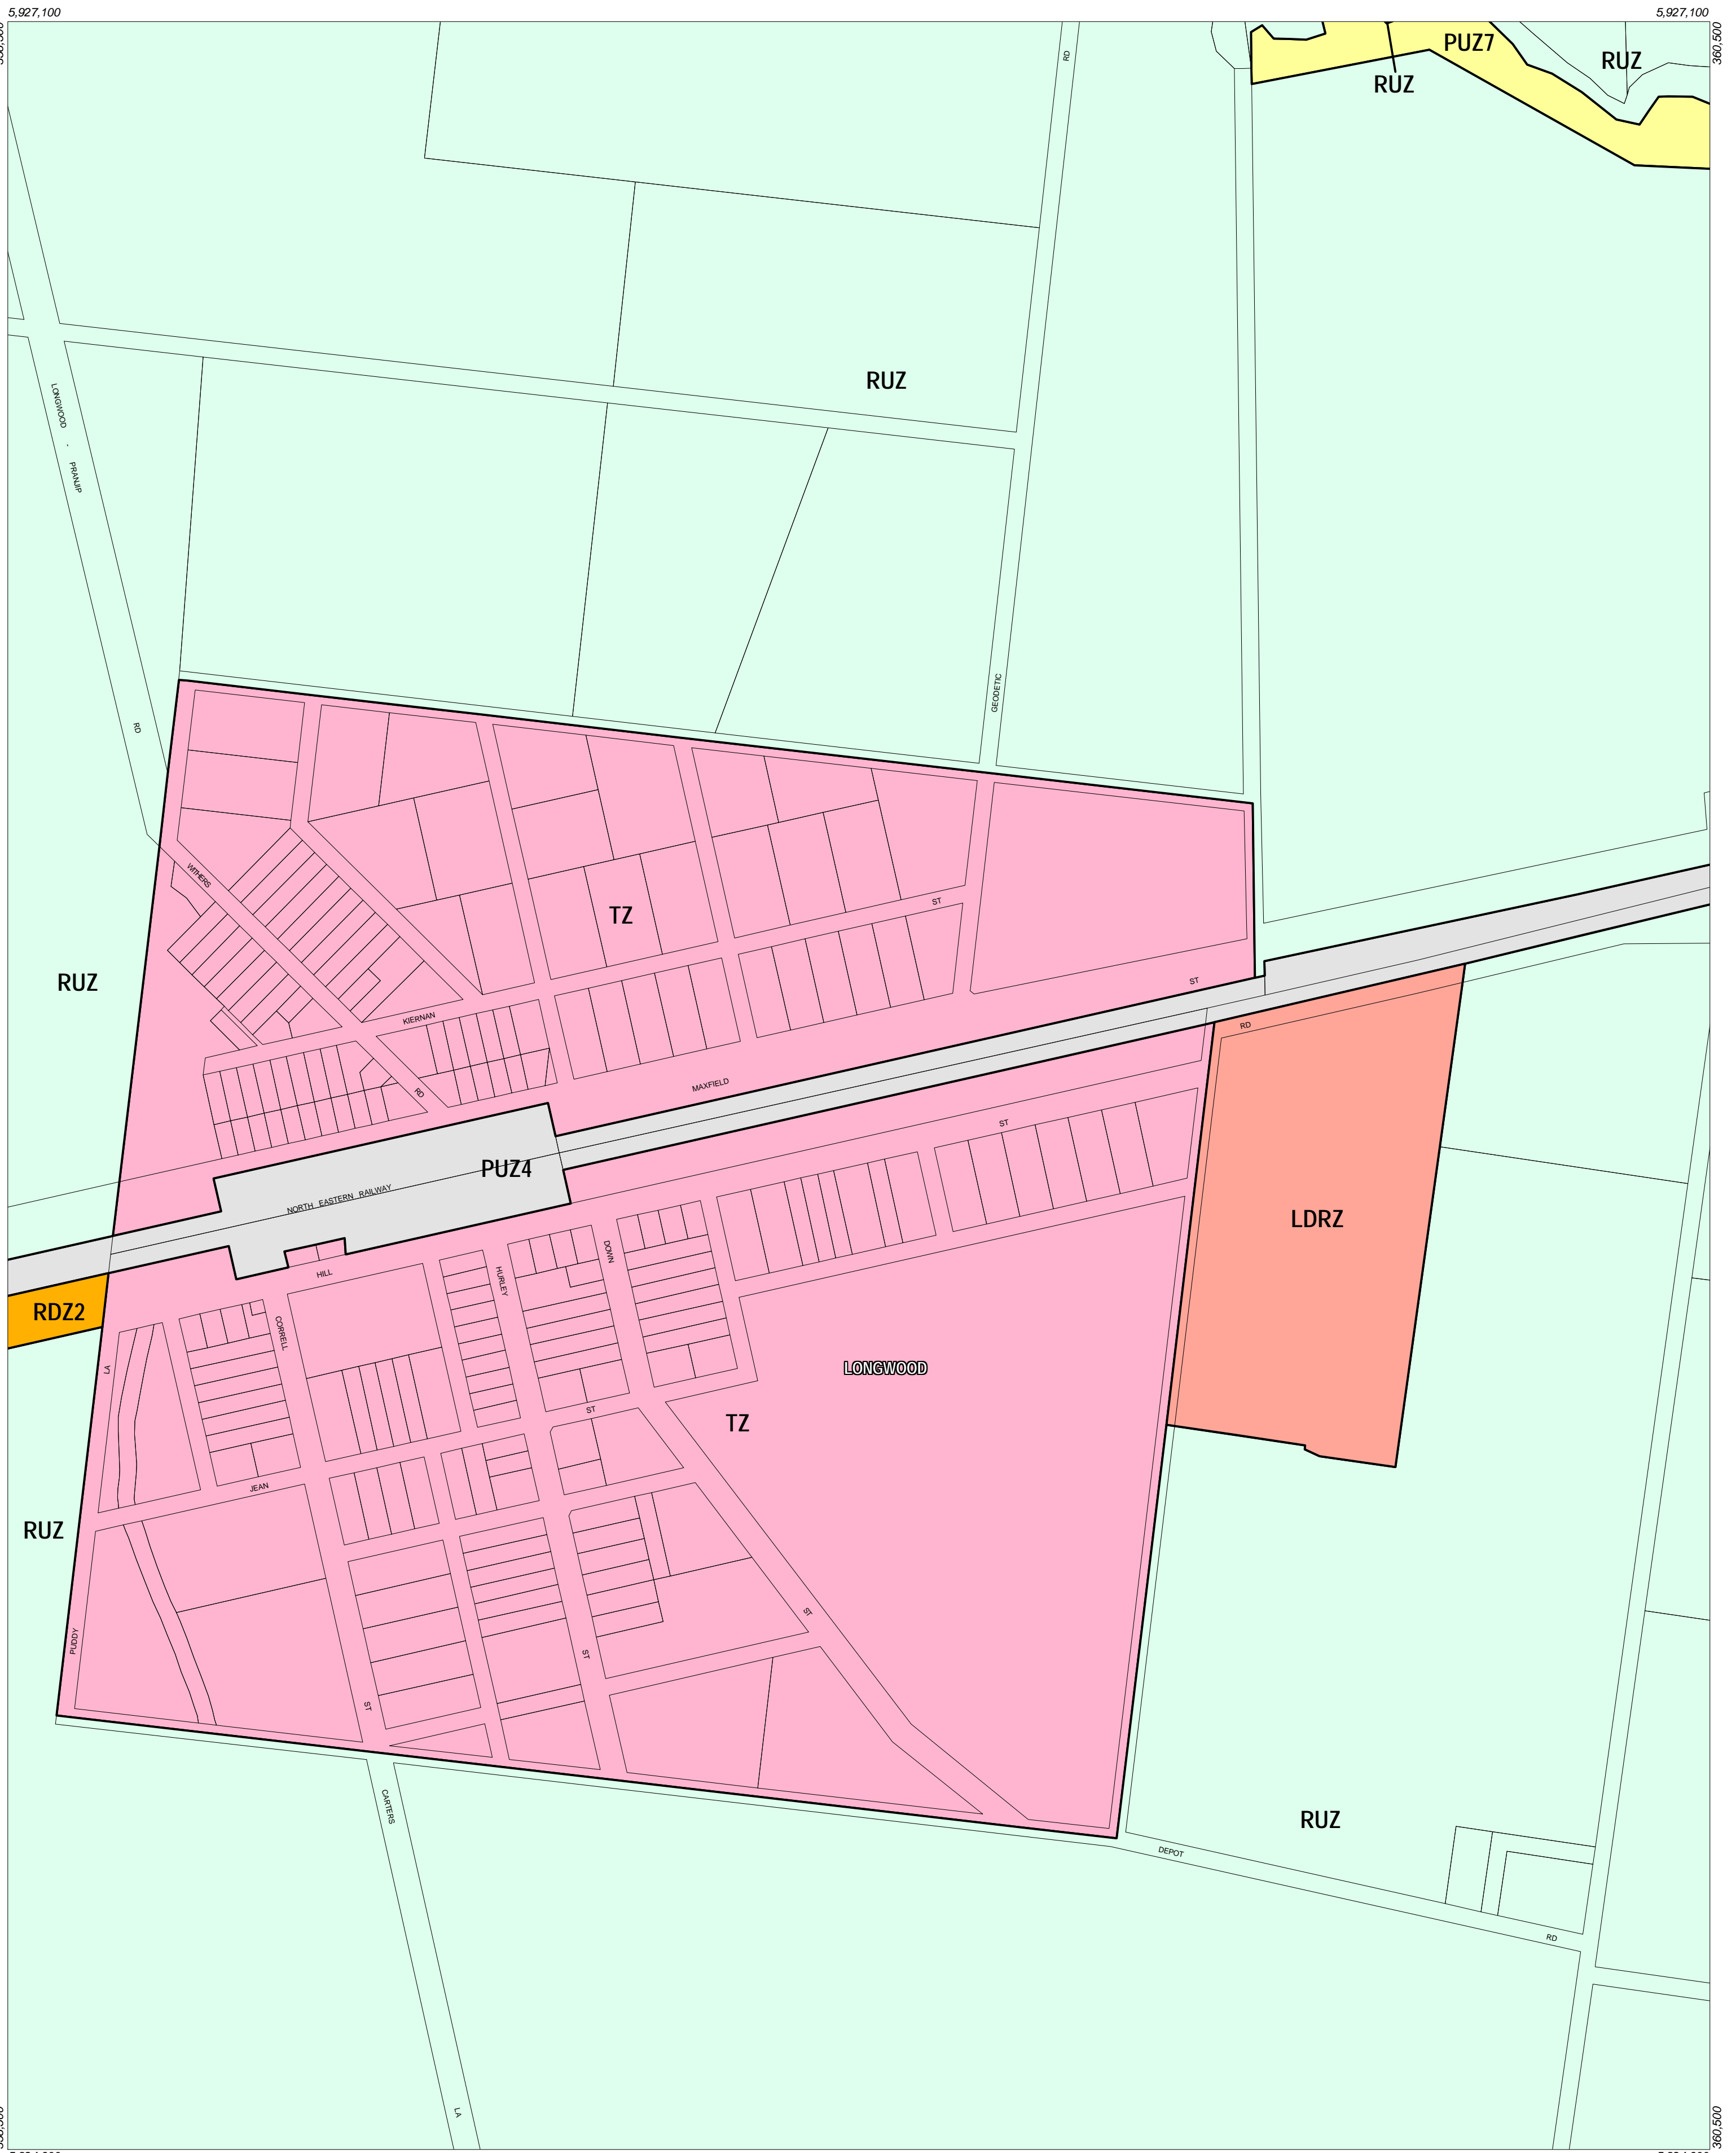 5,927,100
5,927,100
360,500
PUZ7
RUZ
RUZ
RD
RUZ
LONGWOOD - PRANJIP
RD
GEODETIC
WITHERS
TZ
ST
RUZ
ST
KIERNAN
RD
RD
MAXFIELD
ST
PUZ4
NORTH EASTERN RAILWAY
LDRZ
DOWN
HILL
HURLEY
RDZ2
CORRELL
LA
LONGWOOD
ST
TZ
JEAN
RUZ
ST
PUDDY
ST
ST
CARTERS
RUZ
DEPOT
RD
LA
360,500